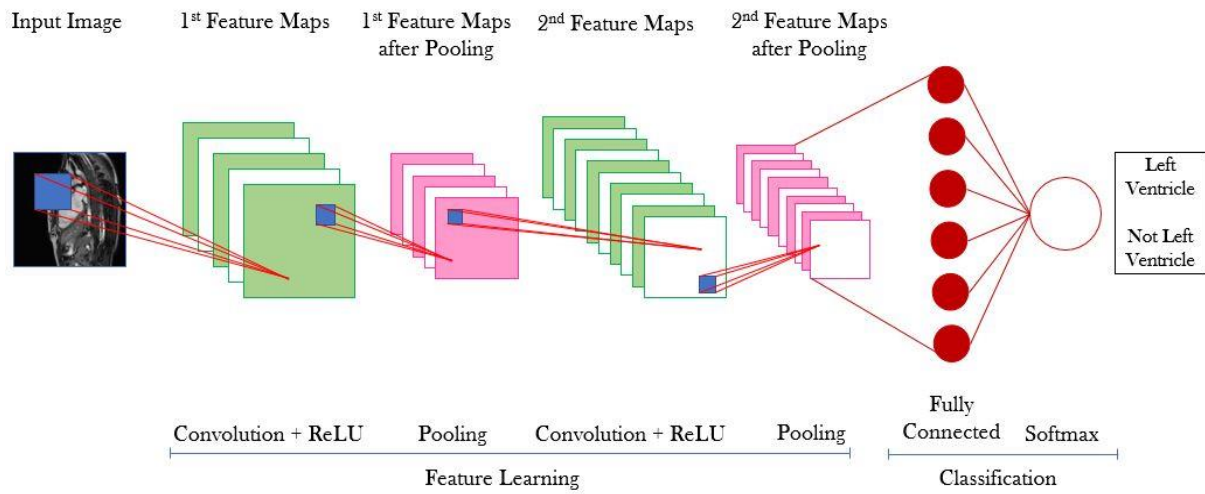 Input Image
1st Feature Maps
1st Feature Maps
after Pooling
2nd Feature Maps
2nd Feature Maps
after Pooling
Left
Ventricle
Not Left
Ventricle
Convolution + ReLU
Pooling
Convolution + ReLU
Pooling
Fully
Connected
Softmax
Feature Learning
Classification